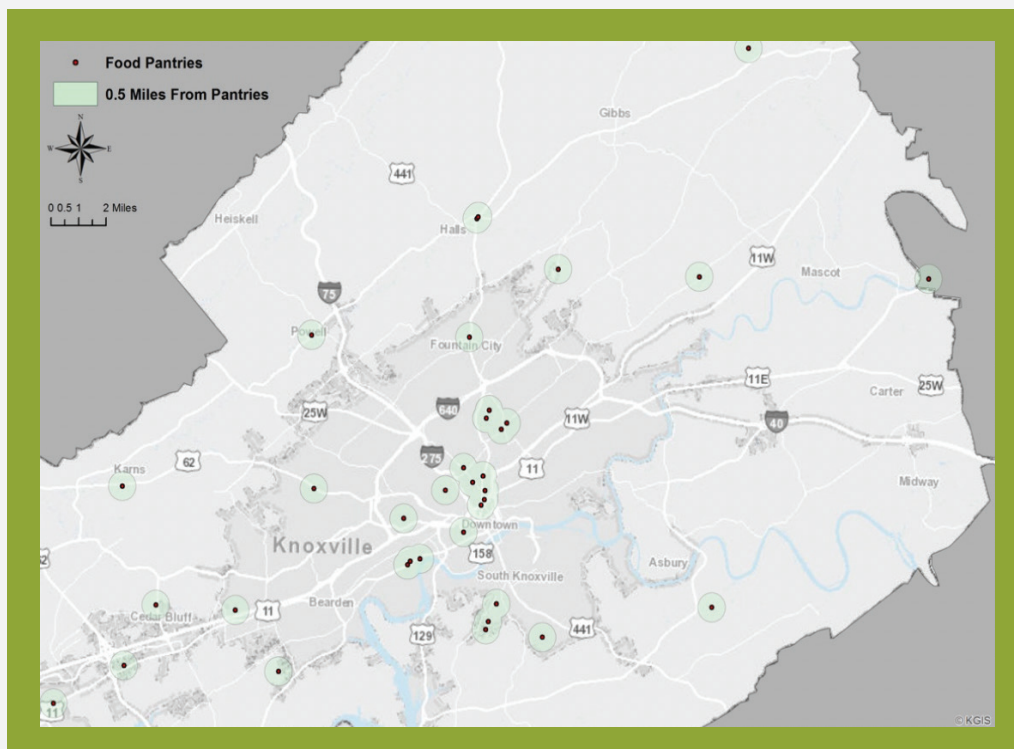 Food Pantries
0.5 Miles From Pantries
N
W
E
S
0 0.5 1 2 Miles
Gibbs
441
Heiskell
Halls
11W
Mascot
75
Powell
Fountain City
11E
25W
Carter
640
25W
11W
40
275
11
62
Karns
Midway
Downtown
Knoxville
158
Asbury
South Knoxville
Bearden
11
Cedar Bluff
129
441
11
© KGIS